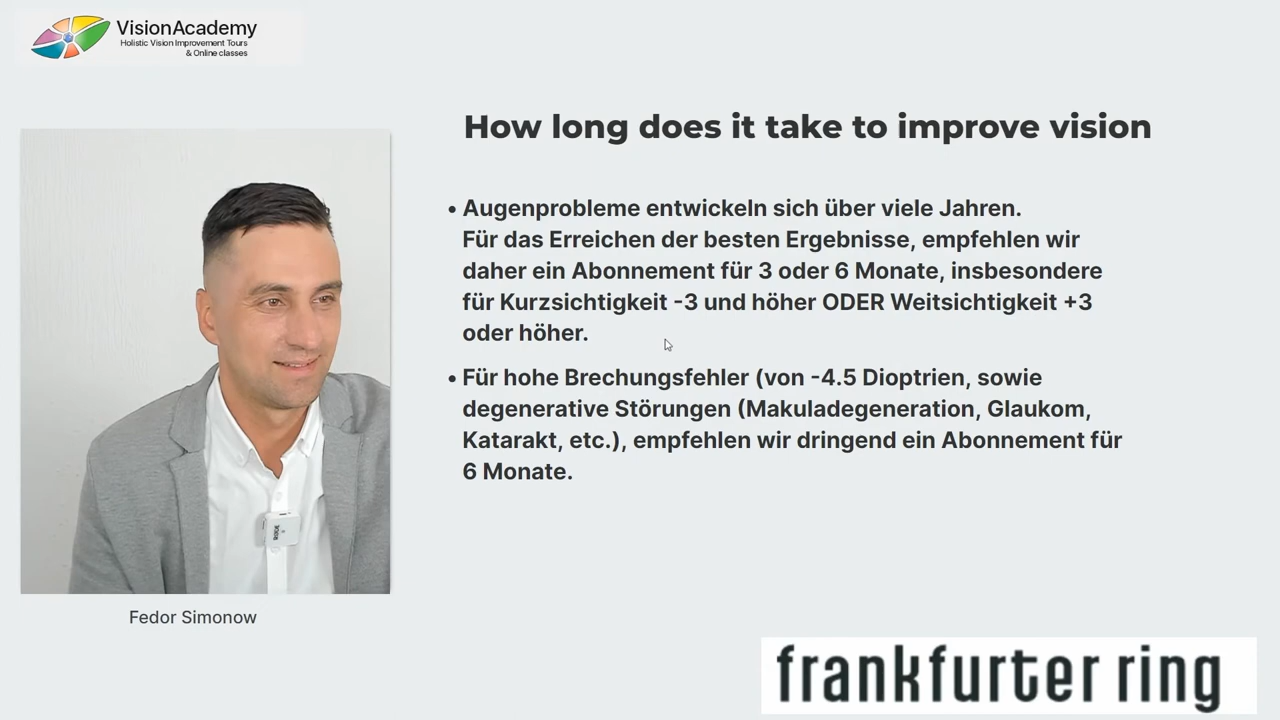 VisionAcademy
Holistic Vision Improvement Tours
& Online classes
How long does it take to improve vision
• Augenprobleme entwickeln sich über viele Jahren.
Für das Erreichen der besten Ergebnisse, empfehlen wir
daher ein Abonnement für 3 oder 6 Monate, insbesondere
für Kurzsichtigkeit -3 und höher ODER Weitsichtigkeit +3
oder höher.
• Für hohe Brechungsfehler (von -4.5 Dioptrien, sowie
degenerative Störungen (Makuladegeneration, Glaukom,
Katarakt, etc.), empfehlen wir dringend ein Abonnement für
6 Monate.
RODE
Fedor Simonow
frankfurter ring